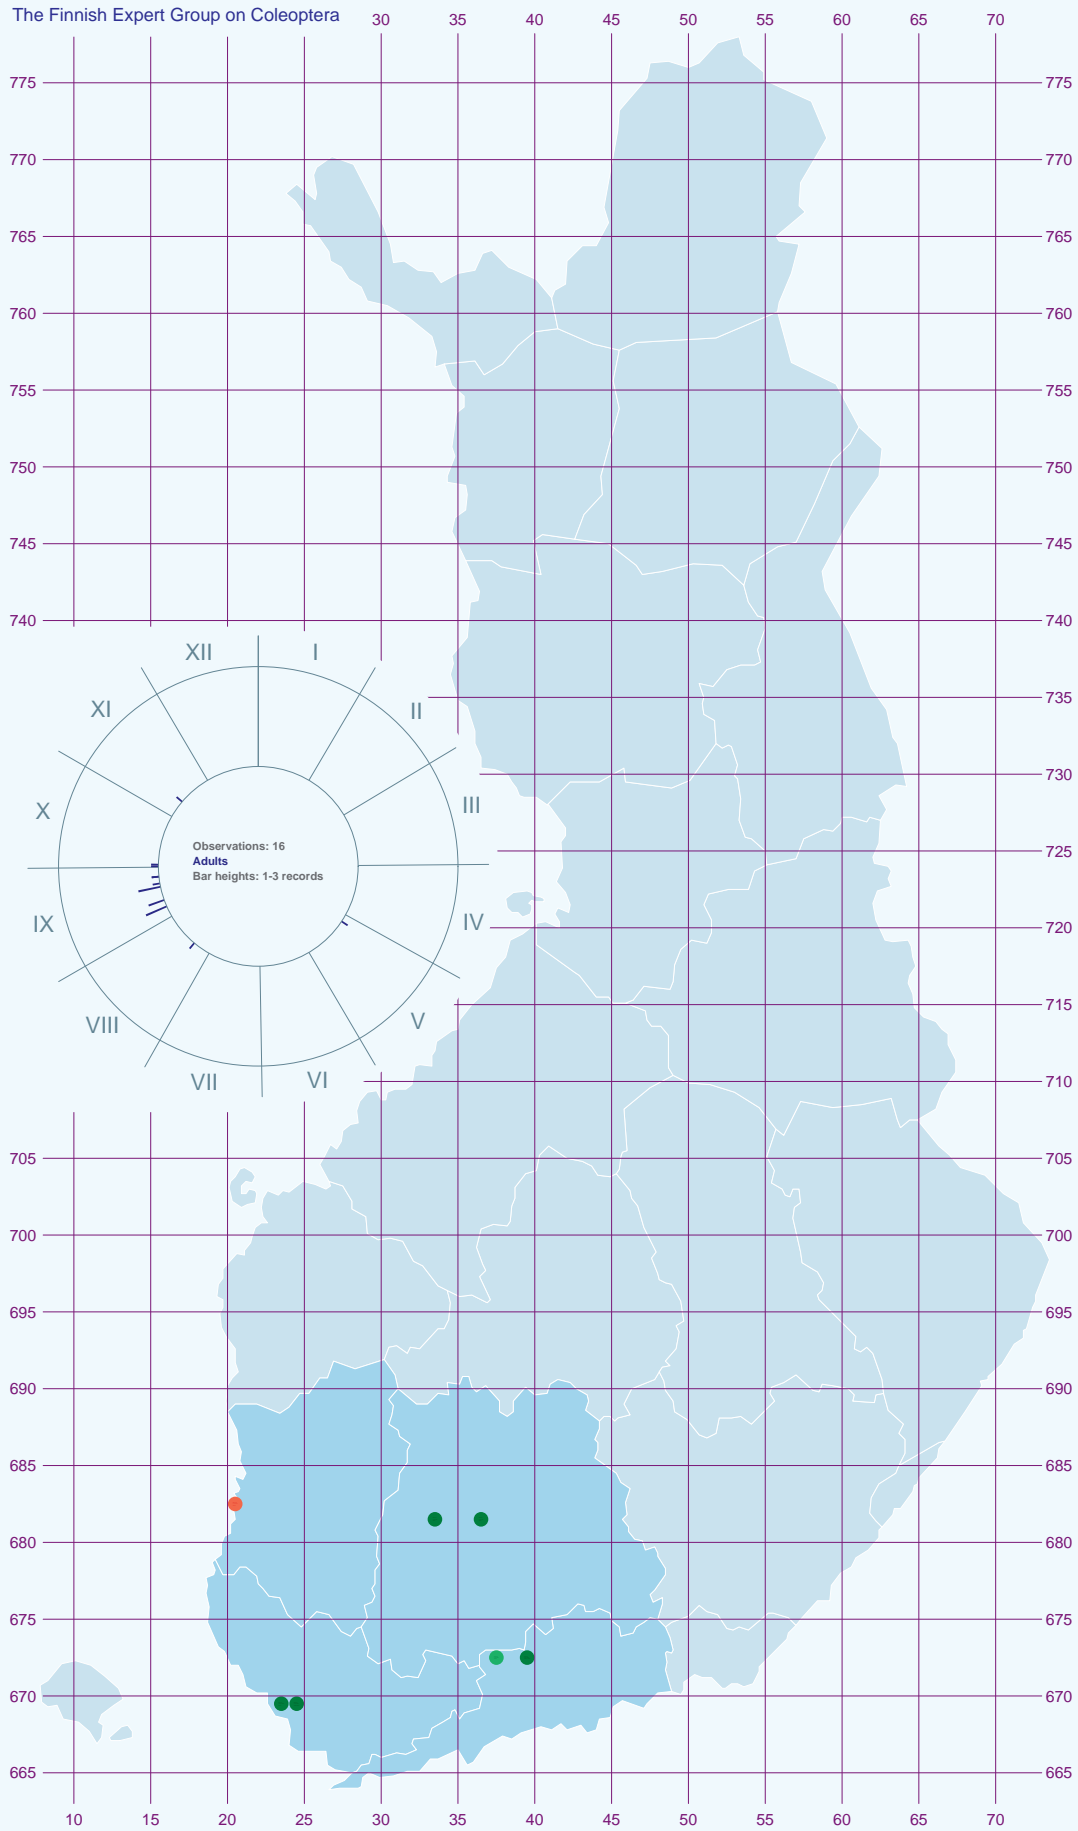 The Finnish Expert Group on Coleoptera
30 35 40 45 50 55 60 65 70
775 775
770 770
765 765
760 760
755 755
750 750
745 745
740 740
XII I
XI II
735
730
X III
725
Observations: 16
Adults
Bar heights: 1-3 records
IX IV
720
715
VIII V
VII VI
710
705 705
700 700
695 695
690 690
685 685
680 680
675 675
670 670
665 665
10 15 20 25 30 35 40 45 50 55 60 65 70